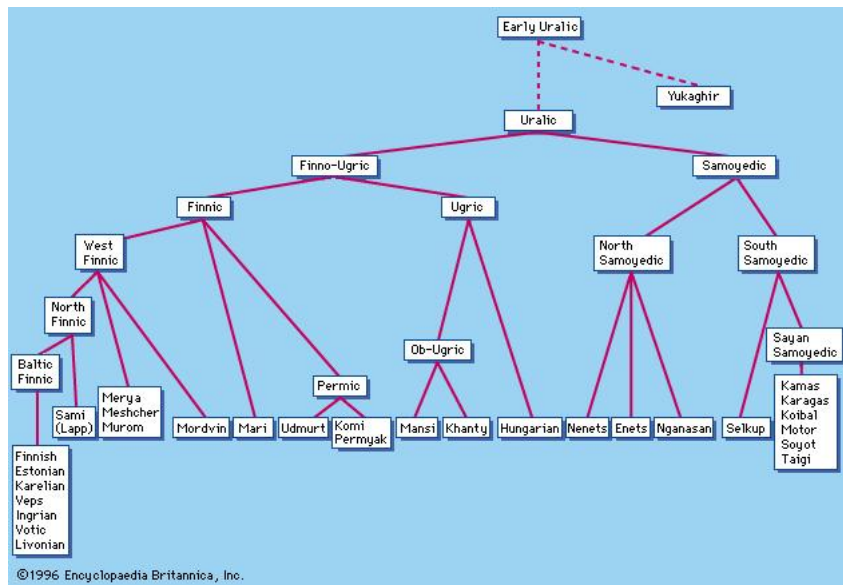 Early Uralic
Yukaghir
Uralic
Finno-Ugric
Samoyedic
Finnic
Ugric
West
Finnic
North
Samoyedic
South
Samoyedic
North
Finnic
Ob-Ugric
Sayan
Samoyedic
Baltic
Finnic
Permic
Sami
(Lapp)
Merya
Meshcher
Murom
Mordvin
Mari
Udmurt
Komi
Permyak
Mansi
Khanty
Hungarian
Nenets
Enets
Nganasan
Selkup
Kamas
Karagas
Koibal
Motor
Soyot
Taigi
Finnish
Estonian
Karelian
Veps
Ingrian
Votic
Livonian
©1996 Encyclopaedia Britannica, Inc.